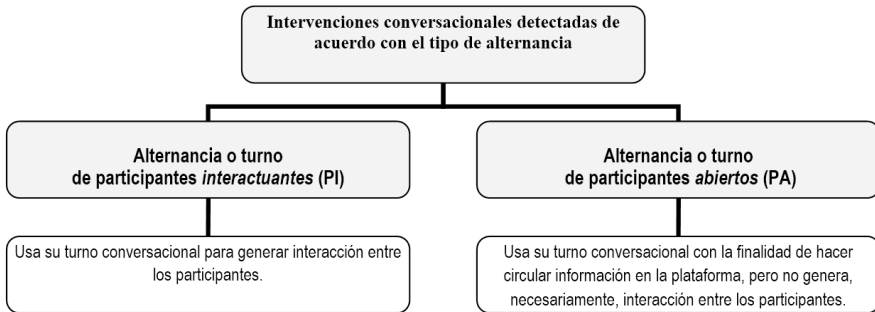 Intervenciones conversacionales detectadas de
acuerdo con el tipo de alternancia
Alternancia o turno
de participantes interactuantes (PI)
Alternancia o turno
de participantes abiertos (PA)
Usa su turno conversacional para generar interacción entre
los participantes.
Usa su turno conversacional con la finalidad de hacer
circular información en la plataforma, pero no genera,
necesariamente, interacción entre los participantes.